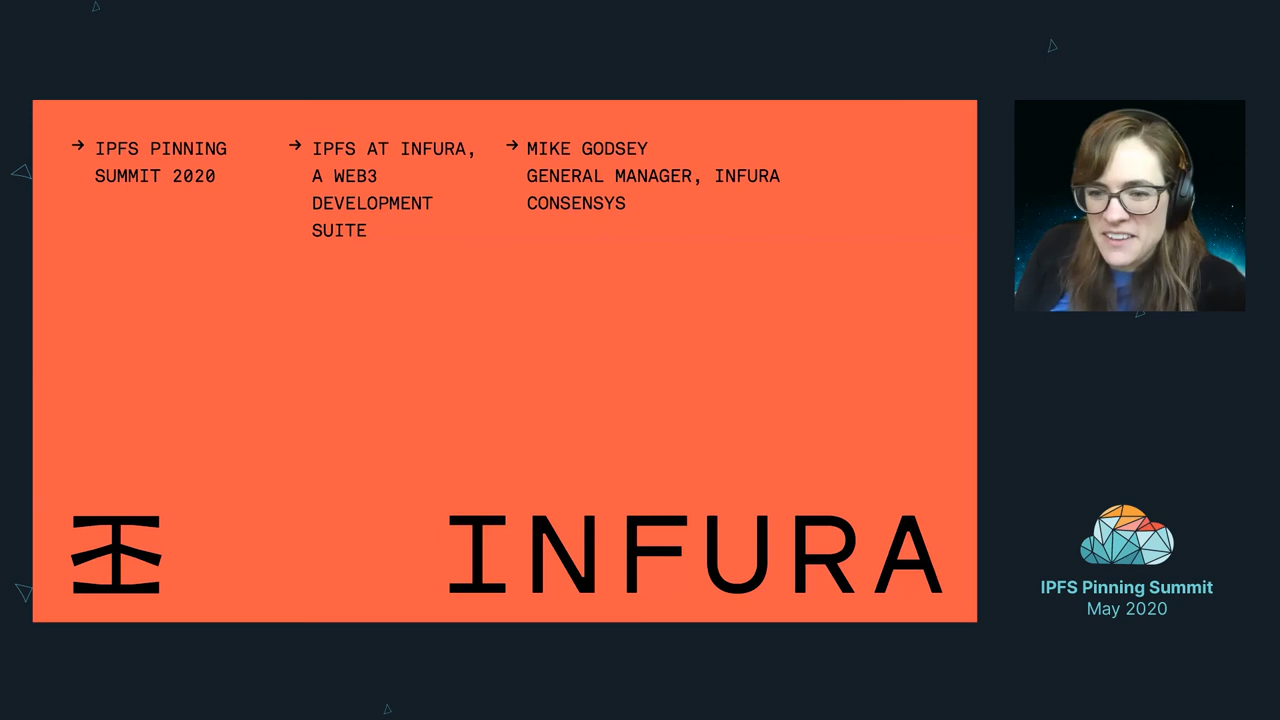 → IPFS PINNING
SUMMIT 2020
→ IPFS AT INFURA,
A WEB3
DEVELOPMENT
SUITE
→ MIKE GODSEY
GENERAL MANAGER, INFURA
CONSENSYS
INFURA
IPFS Pinning Summit
May 2020